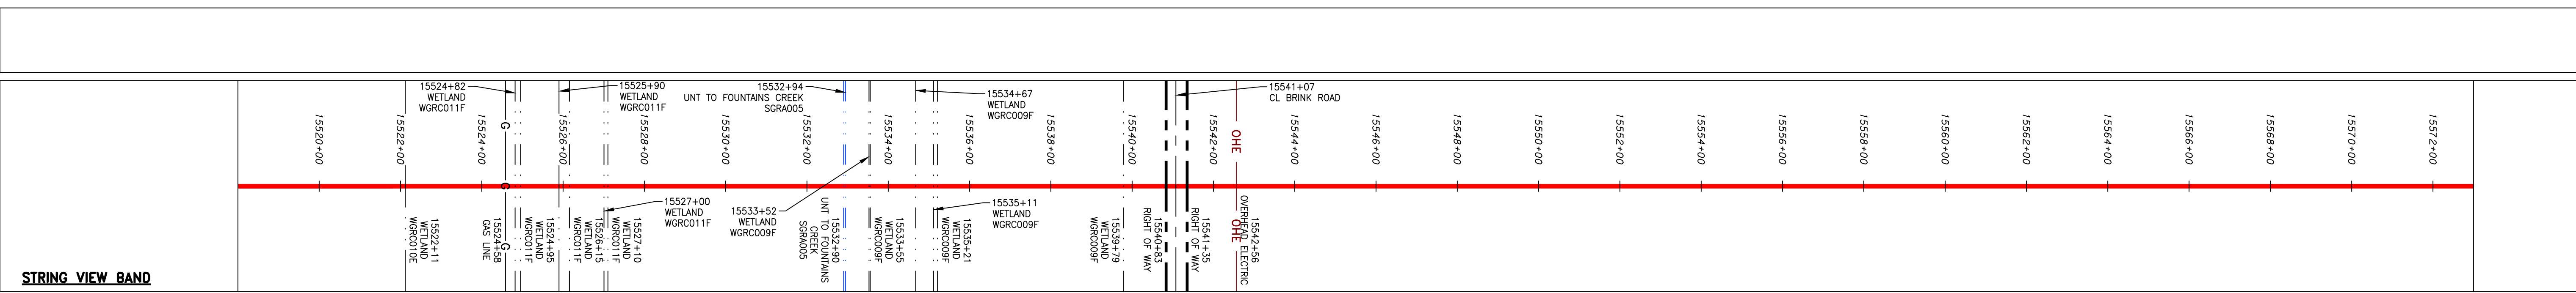 15524+82
WETLAND
WGRC011F
15525+90
WETLAND
WGRC011F
15532+94
UNT TO FOUNTAINS CREEK
SGRA005
15534+67
WETLAND
WGRC009F
15541+07
CL BRINK ROAD
15520+00
15522+00
15524+00
15526+00
15528+00
15530+00
15532+00
15534+00
15536+00
15538+00
15540+00
15542+00
15544+00
15546+00
15548+00
15550+00
15552+00
15554+00
15556+00
15558+00
15560+00
15562+00
15564+00
15566+00
15568+00
15570+00
15572+00
G
G
G
OHE
OHE
15522+11
WETLAND
WGRC010E
15524+58
GAS LINE
15524+95
WETLAND
WGRC011F
15526+15
WETLAND
WGRC011F
15527+10
WETLAND
WGRC011F
15527+00
WETLAND
WGRC011F
15533+52
WETLAND
WGRC009F
15532+90
UNT TO FOUNTAINS
CREEK
SGRA005
15533+55
WETLAND
WGRC009F
15535+21
WETLAND
WGRC009F
15535+11
WETLAND
WGRC009F
15539+79
WETLAND
WGRC009F
15540+83
RIGHT OF WAY
15541+35
RIGHT OF WAY
15542+56
OVERHEAD ELECTRIC
STRING VIEW BAND